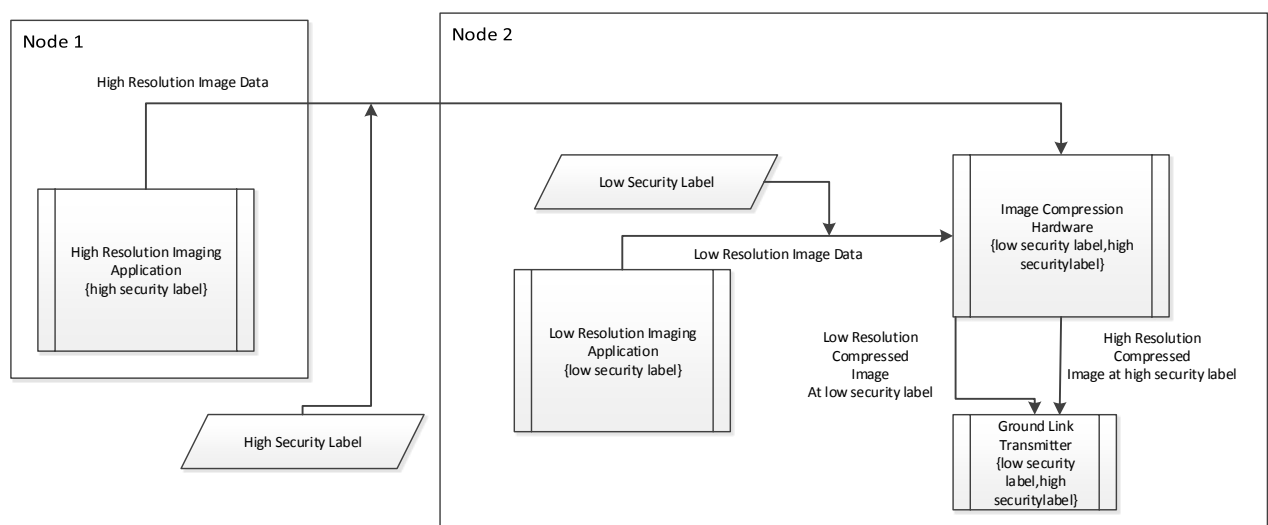 Node 1
High Resolution Image Data
High Resolution Imaging
Application
{high security label}
High Security Label
Node 2
Low Security Label
Low Resolution Image Data
Low Resolution Imaging
Application
{low security label}
Image Compression
Hardware
{low security label,high
securitylabel}
Low Resolution
Compressed
Image
At low security label
High Resolution
Compressed
Image at high security label
Ground Link
Transmitter
{low security
label,high
securitylabel}